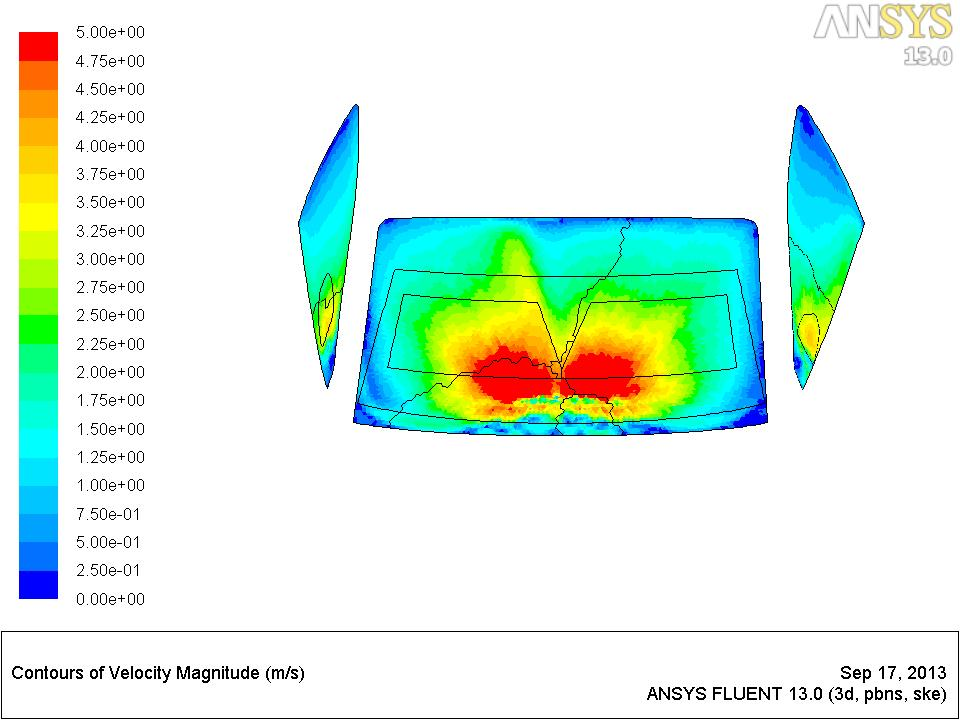 ANSYS
13.0
5.00e+00
4.75e+00
4.50e+00
4.25e+00
4.00e+00
3.75e+00
3.50e+00
3.25e+00
3.00e+00
2.75e+00
2.50e+00
2.25e+00
2.00e+00
1.75e+00
1.50e+00
1.25e+00
1.00e+00
7.50e-01
5.00e-01
2.50e-01
0.00e+00
Contours of Velocity Magnitude (m/s)
Sep 17, 2013
ANSYS FLUENT 13.0 (3d, pbns, ske)